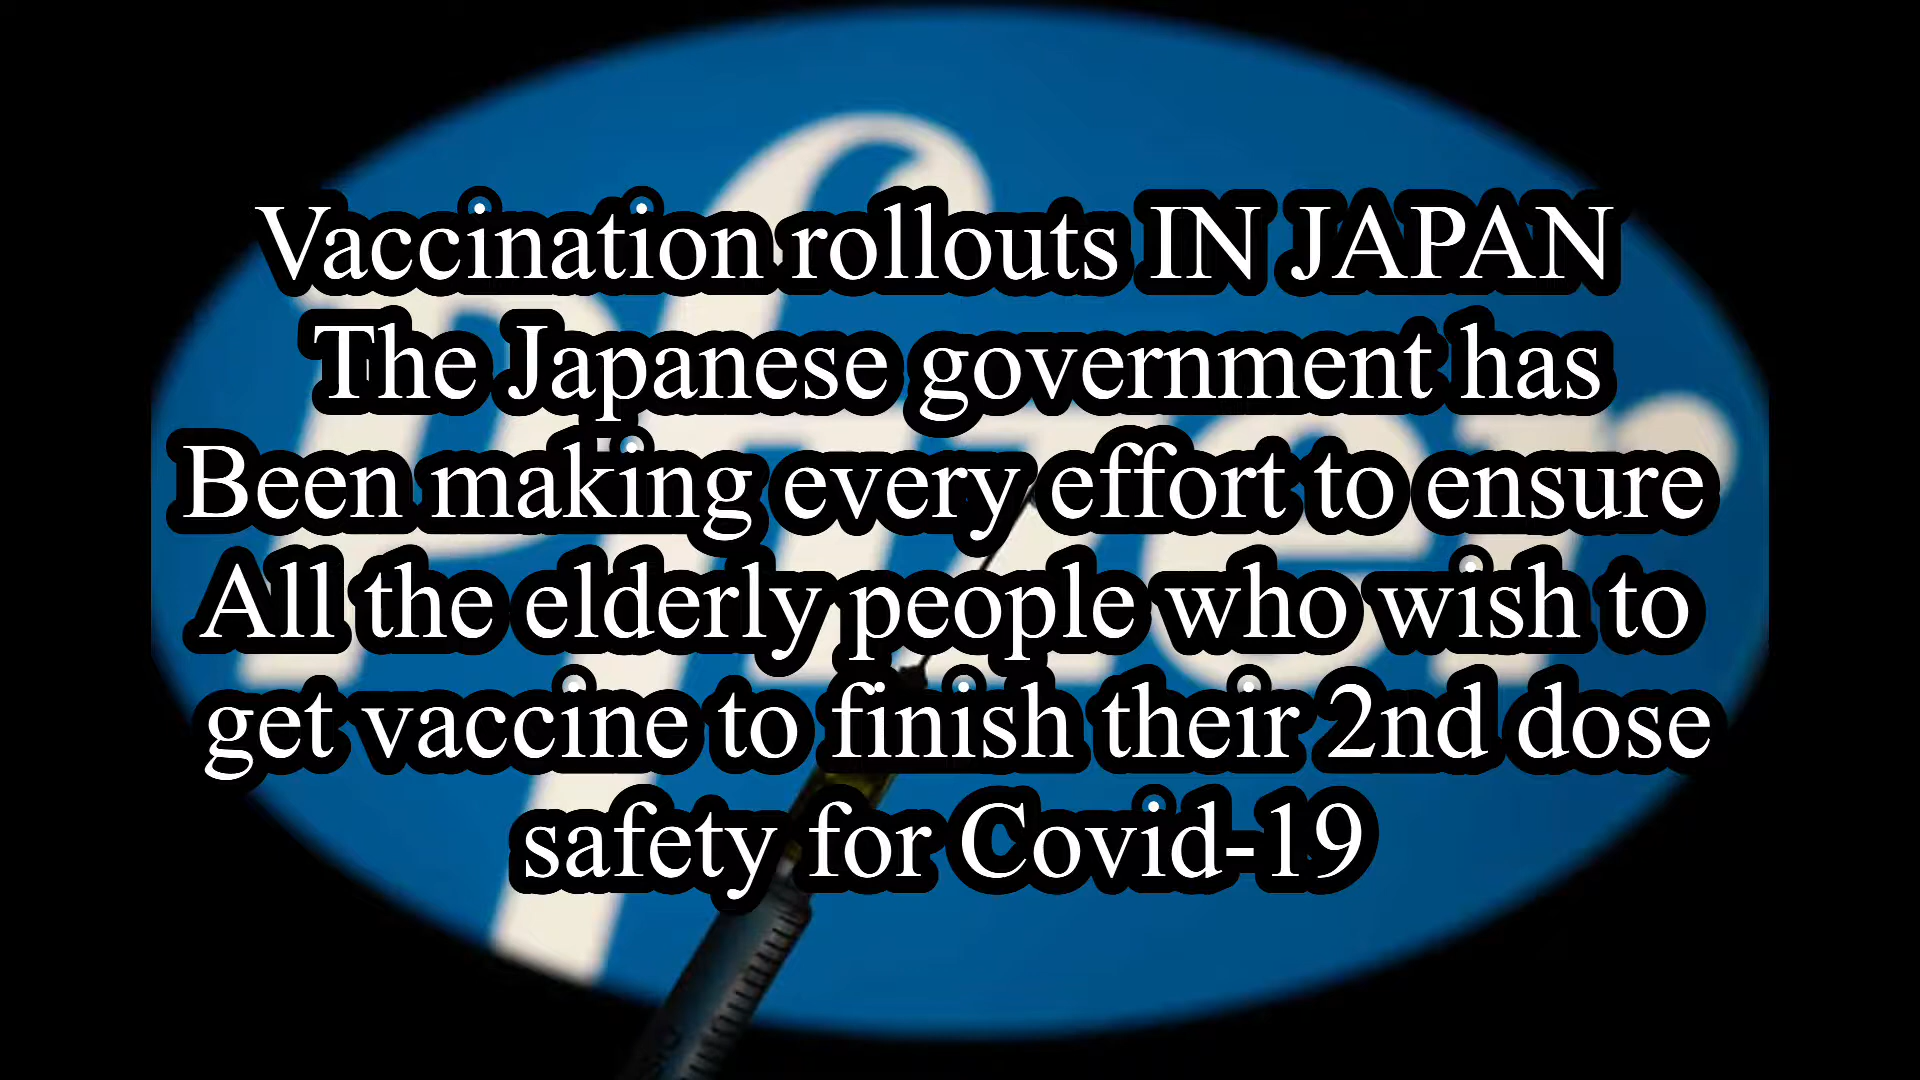 Vaccination rollouts IN JAPAN
The Japanese government has
Been making every effort to ensure
All the elderly people who wish to
get vaccine to finish their 2nd dose
safety for Covid-19
Pfizer